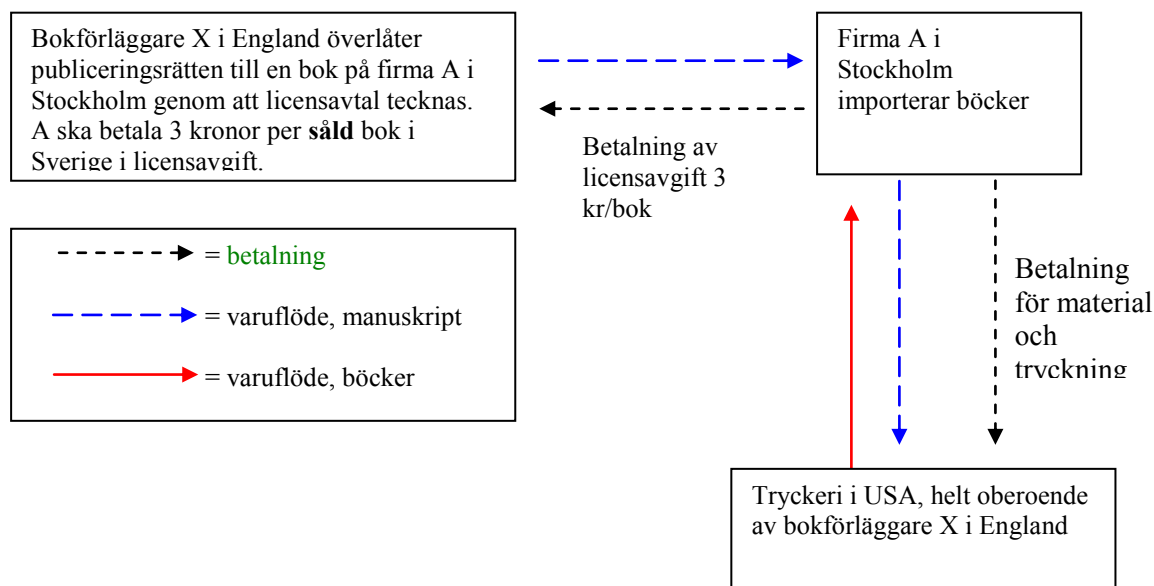 Bokförläggare X i England överlåter
publiceringsrätten till en bok på firma A i
Stockholm genom att licensavtal tecknas.
A ska betala 3 kronor per såld bok i
Sverige i licensavgift.
Firma A i
Stockholm
importerar böcker
Betalning av
licensavgift 3
kr/bok
= betalning
= varuflöde, manuskript
= varuflöde, böcker
Betalning
för material
och
tryckning
Tryckeri i USA, helt oberoende
av bokförläggare X i England